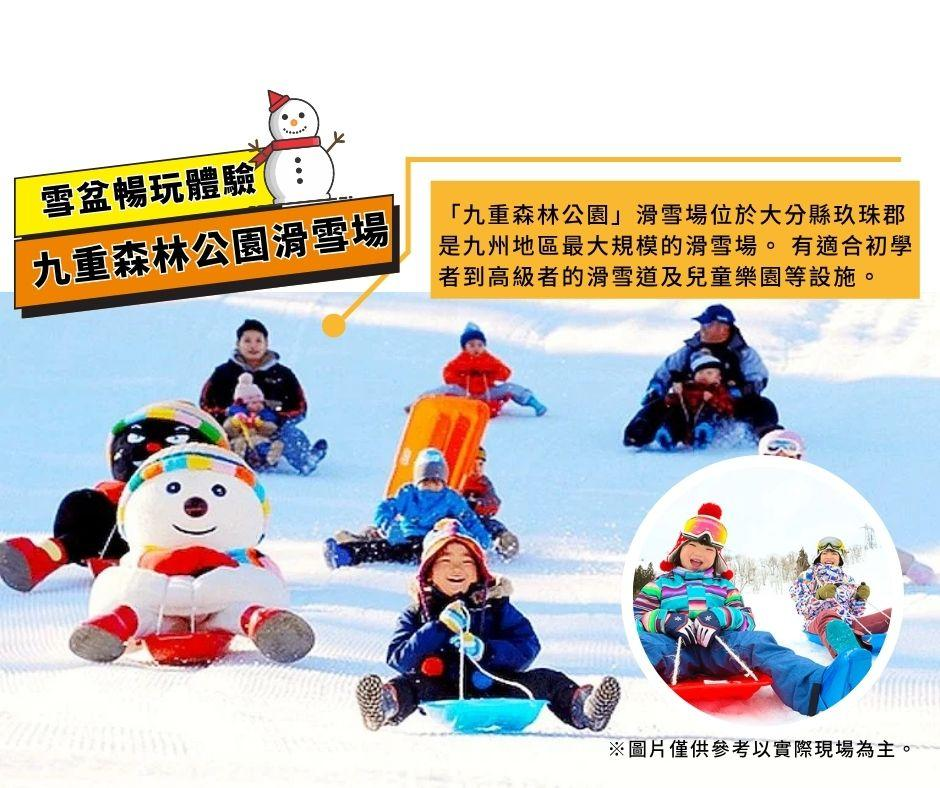 雪盆暢玩體驗
九重森林公園滑雪場
「九重森林公園」滑雪場位於大分縣玖珠郡
是九州地區最大規模的滑雪場。 有適合初學
者到高級者的滑雪道及兒童樂園等設施。
※圖片僅供參考以實際現場為主。